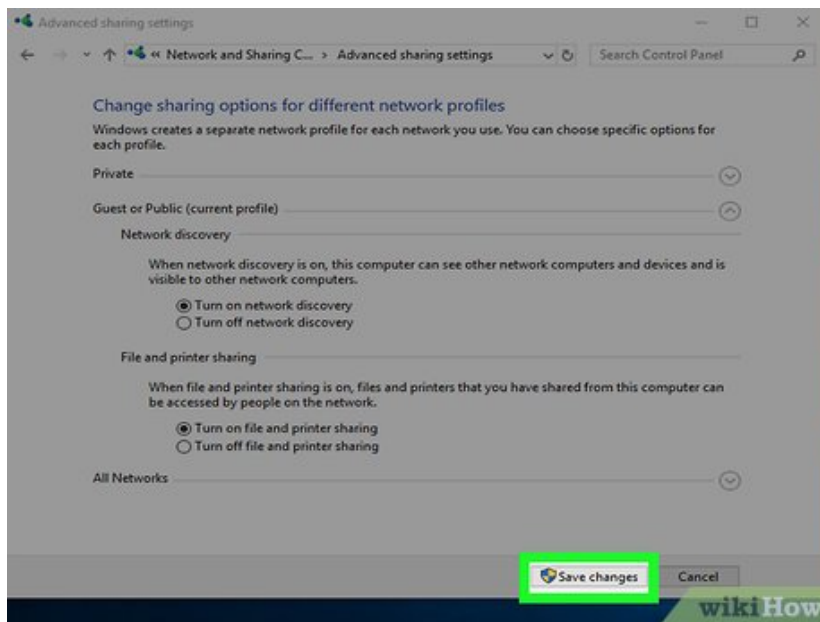 Advanced sharing settings
« Network and Sharing C... > Advanced sharing settings
Search Control Panel
Change sharing options for different network profiles
Windows creates a separate network profile for each network you use. You can choose specific options for
each profile.
Private
Guest or Public (current profile)
Network discovery
When network discovery is on, this computer can see other network computers and devices and is
visible to other network computers.
Turn on network discovery
Turn off network discovery
File and printer sharing
When file and printer sharing is on, files and printers that you have shared from this computer can
be accessed by people on the network.
Turn on file and printer sharing
Turn off file and printer sharing
All Networks
Save changes Cancel
wikiHow